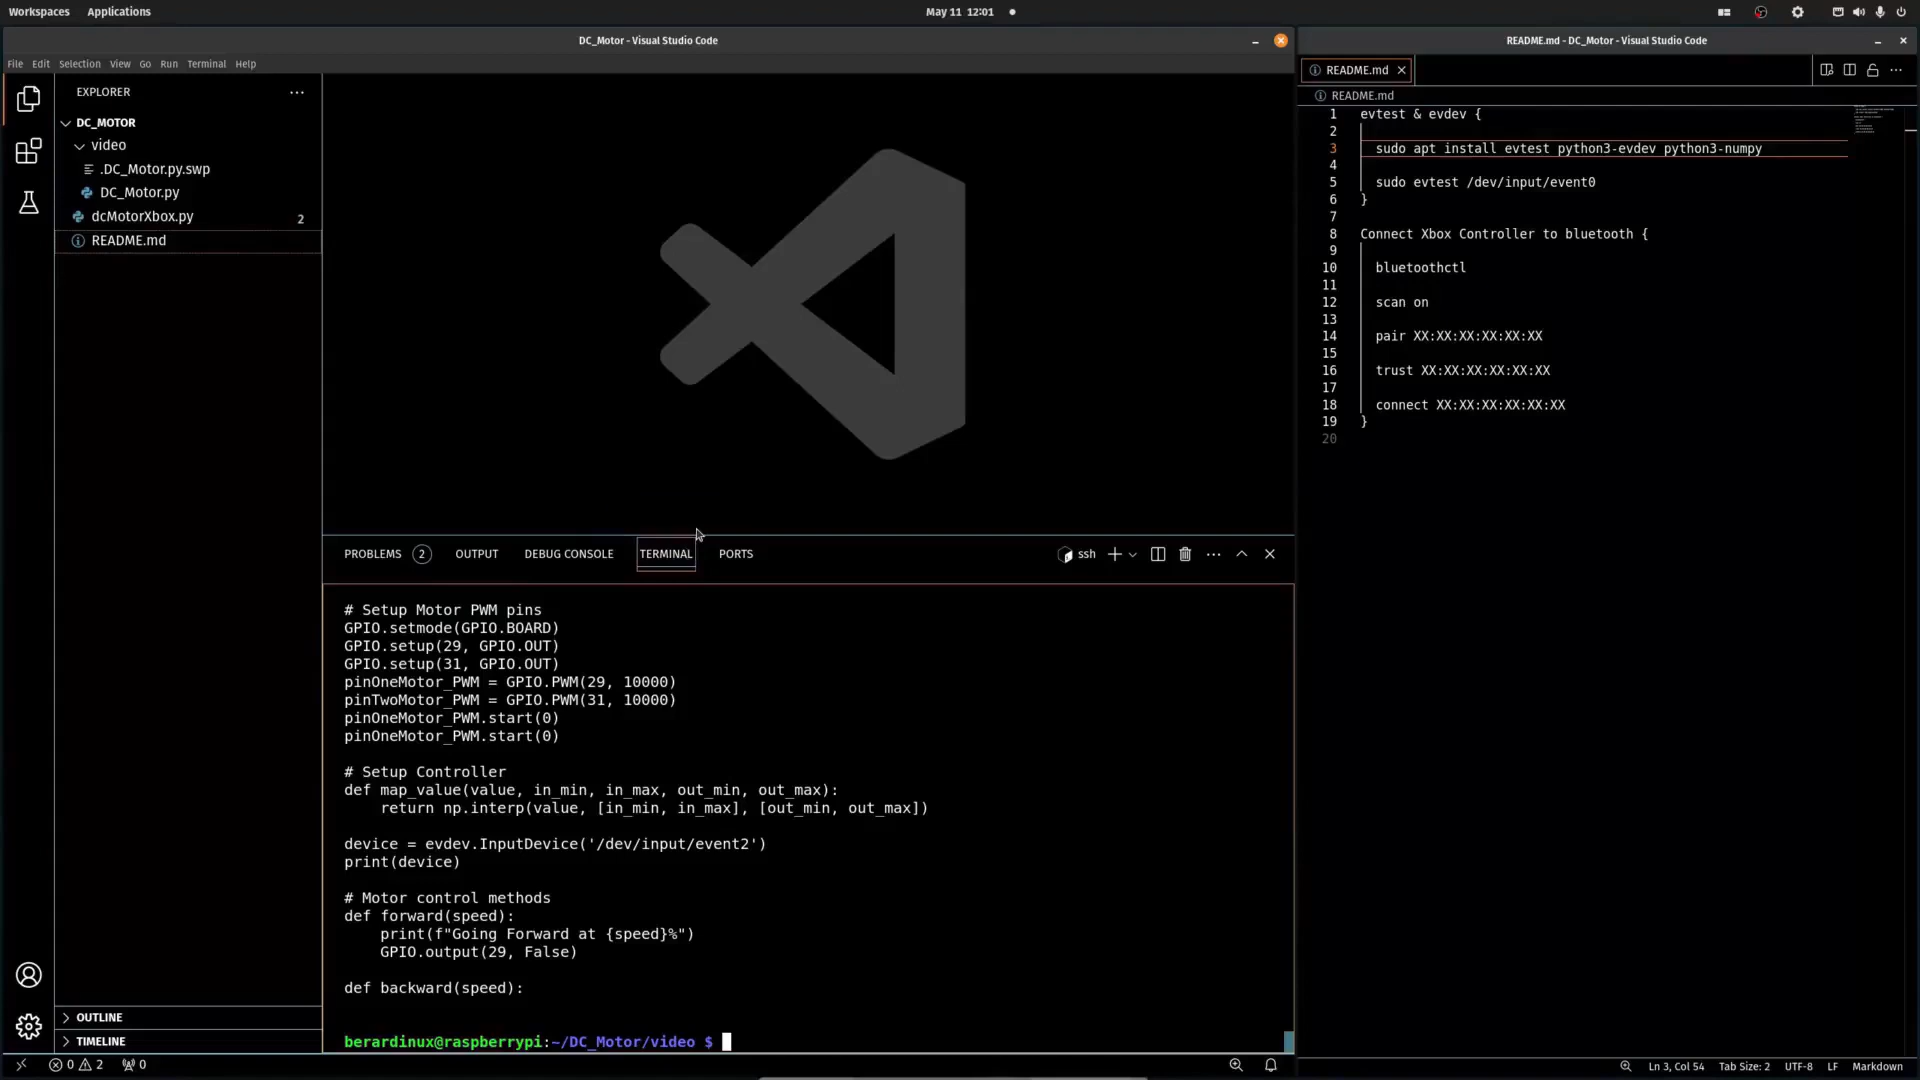 Workspaces Applications May 11 12:01
DC_Motor - Visual Studio Code
File Edit Selection View Go Run Terminal Help
EXPLORER
DC_MOTOR
video
.DC_Motor.py.swp
DC_Motor.py
dcMotorXbox.py 2
README.md
OUTLINE
TIMELINE
PROBLEMS 2 OUTPUT DEBUG CONSOLE TERMINAL PORTS ssh
# Setup Motor PWM pins
GPIO.setmode(GPIO.BOARD)
GPIO.setup(29, GPIO.OUT)
GPIO.setup(31, GPIO.OUT)
pinOneMotor_PWM = GPIO.PWM(29, 10000)
pinTwoMotor_PWM = GPIO.PWM(31, 10000)
pinOneMotor_PWM.start(0)
pinOneMotor_PWM.start(0)
# Setup Controller
def map_value(value, in_min, in_max, out_min, out_max):
return np.interp(value, [in_min, in_max], [out_min, out_max])
device = evdev.InputDevice('/dev/input/event2')
print(device)
# Motor control methods
def forward(speed):
print(f"Going Forward at {speed}%")
GPIO.output(29, False)
def backward(speed):
berardinux@raspberrypi:~/DC_Motor/video $
0 2 0
README.md - DC_Motor - Visual Studio Code
README.md
README.md
1 evtest & evdev {
2
3 sudo apt install evtest python3-evdev python3-numpy
4
5 sudo evtest /dev/input/event0
6 }
7
8 Connect Xbox Controller to bluetooth {
9
10 bluetoothctl
11
12 scan on
13
14 pair XX:XX:XX:XX:XX:XX
15
16 trust XX:XX:XX:XX:XX:XX
17
18 connect XX:XX:XX:XX:XX:XX
19 }
20
Ln 3, Col 54 Tab Size: 2 UTF-8 LF Markdown